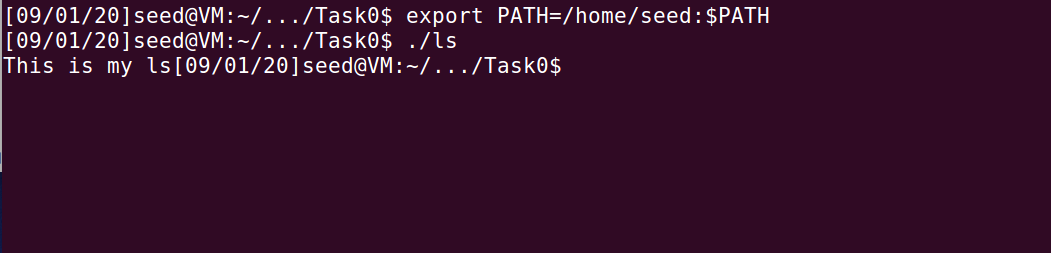 [09/01/20]seed@VM:~/.../Task0$ export PATH=/home/seed:$PATH
[09/01/20]seed@VM:~/.../Task0$ ./ls
This is my ls[09/01/20]seed@VM:~/.../Task0$